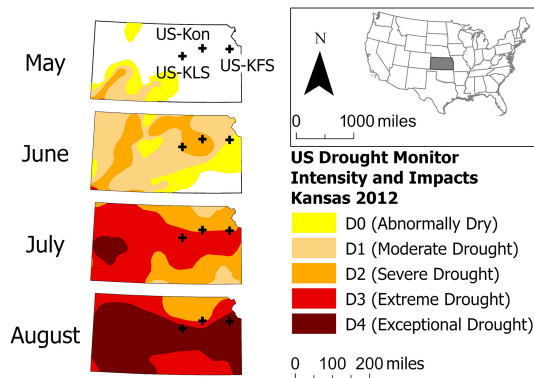 May
US-Kon
US-KLS
US-KFS
June
July
August
N
0 1000 miles
US Drought Monitor
Intensity and Impacts
Kansas 2012
D0 (Abnormally Dry)
D1 (Moderate Drought)
D2 (Severe Drought)
D3 (Extreme Drought)
D4 (Exceptional Drought)
0 100 200 miles